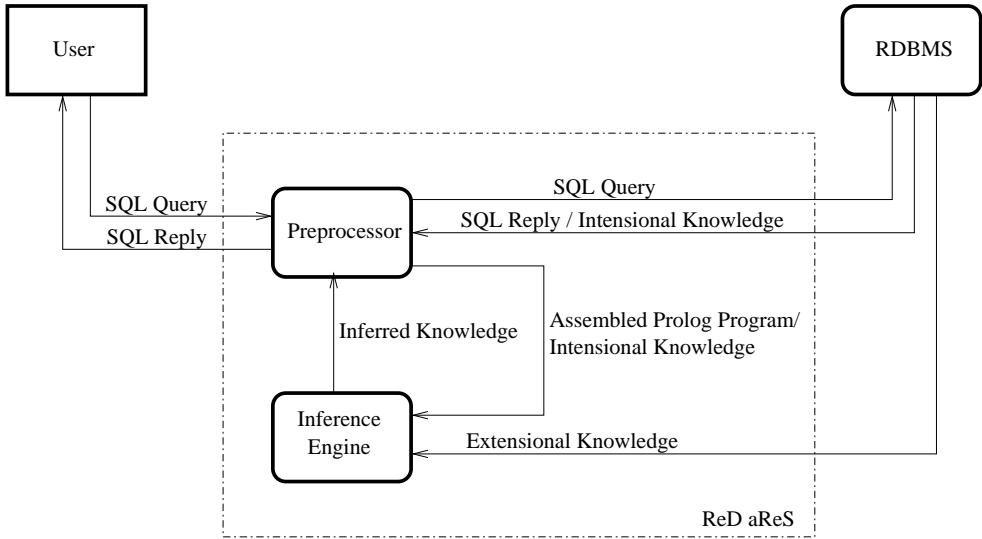 User
RDBMS
SQL Query
SQL Query
Preprocessor
SQL Reply / Intensional Knowledge
SQL Reply
Assembled Prolog Program/
Intensional Knowledge
Inferred Knowledge
Inference
Engine
Extensional Knowledge
ReD aReS